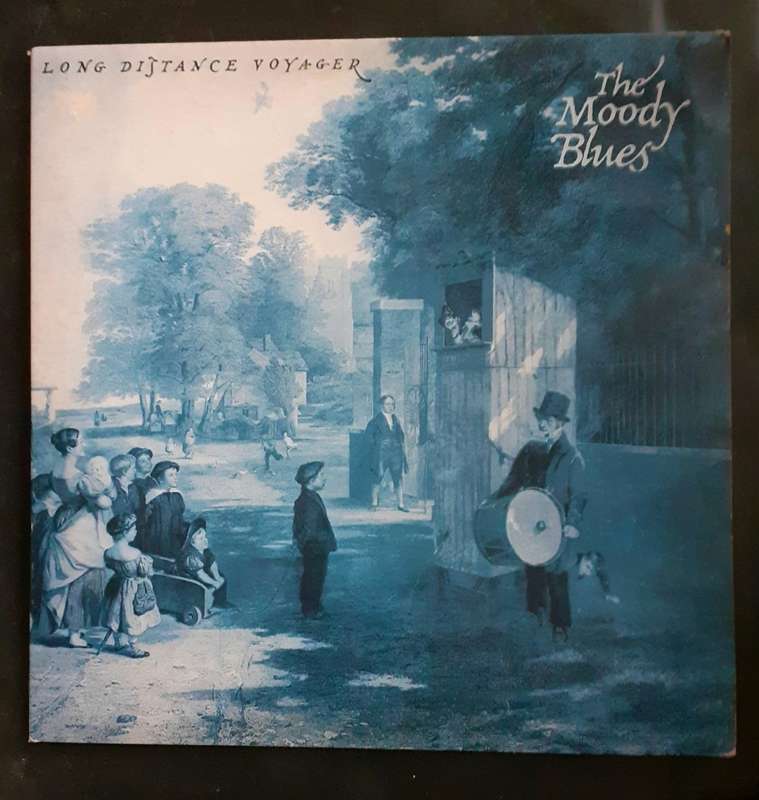 LONG DISTANCE VOYAGER
The
Moody
Blues